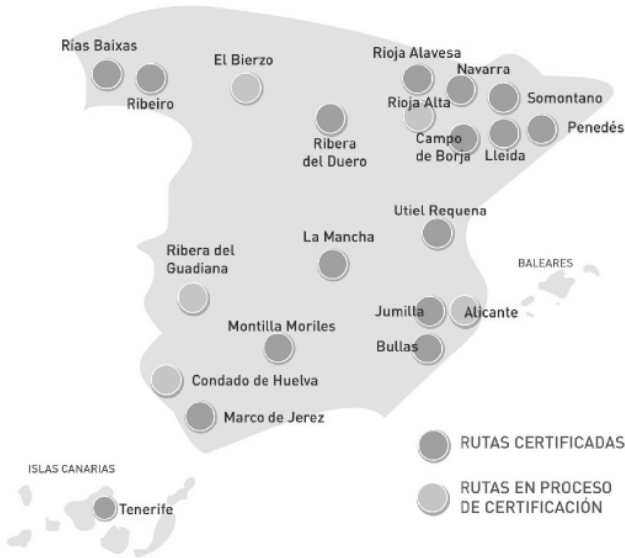 Rías Baixas
Ribeiro
El Bierzo
Rioja Alavesa
Navarra
Rioja Alta
Somontano
Ribera
del Duero
Campo
de Borja
Lleida
Penedés
Utiel Requena
La Mancha
Ribera del
Guadiana
BALEARES
Jumilla
Alicante
Montilla Moriles
Bullas
Condado de Huelva
Marco de Jerez
RUTAS CERTIFICADAS
ISLAS CANARIAS
RUTAS EN PROCESO
DE CERTIFICACIÓN
Tenerife